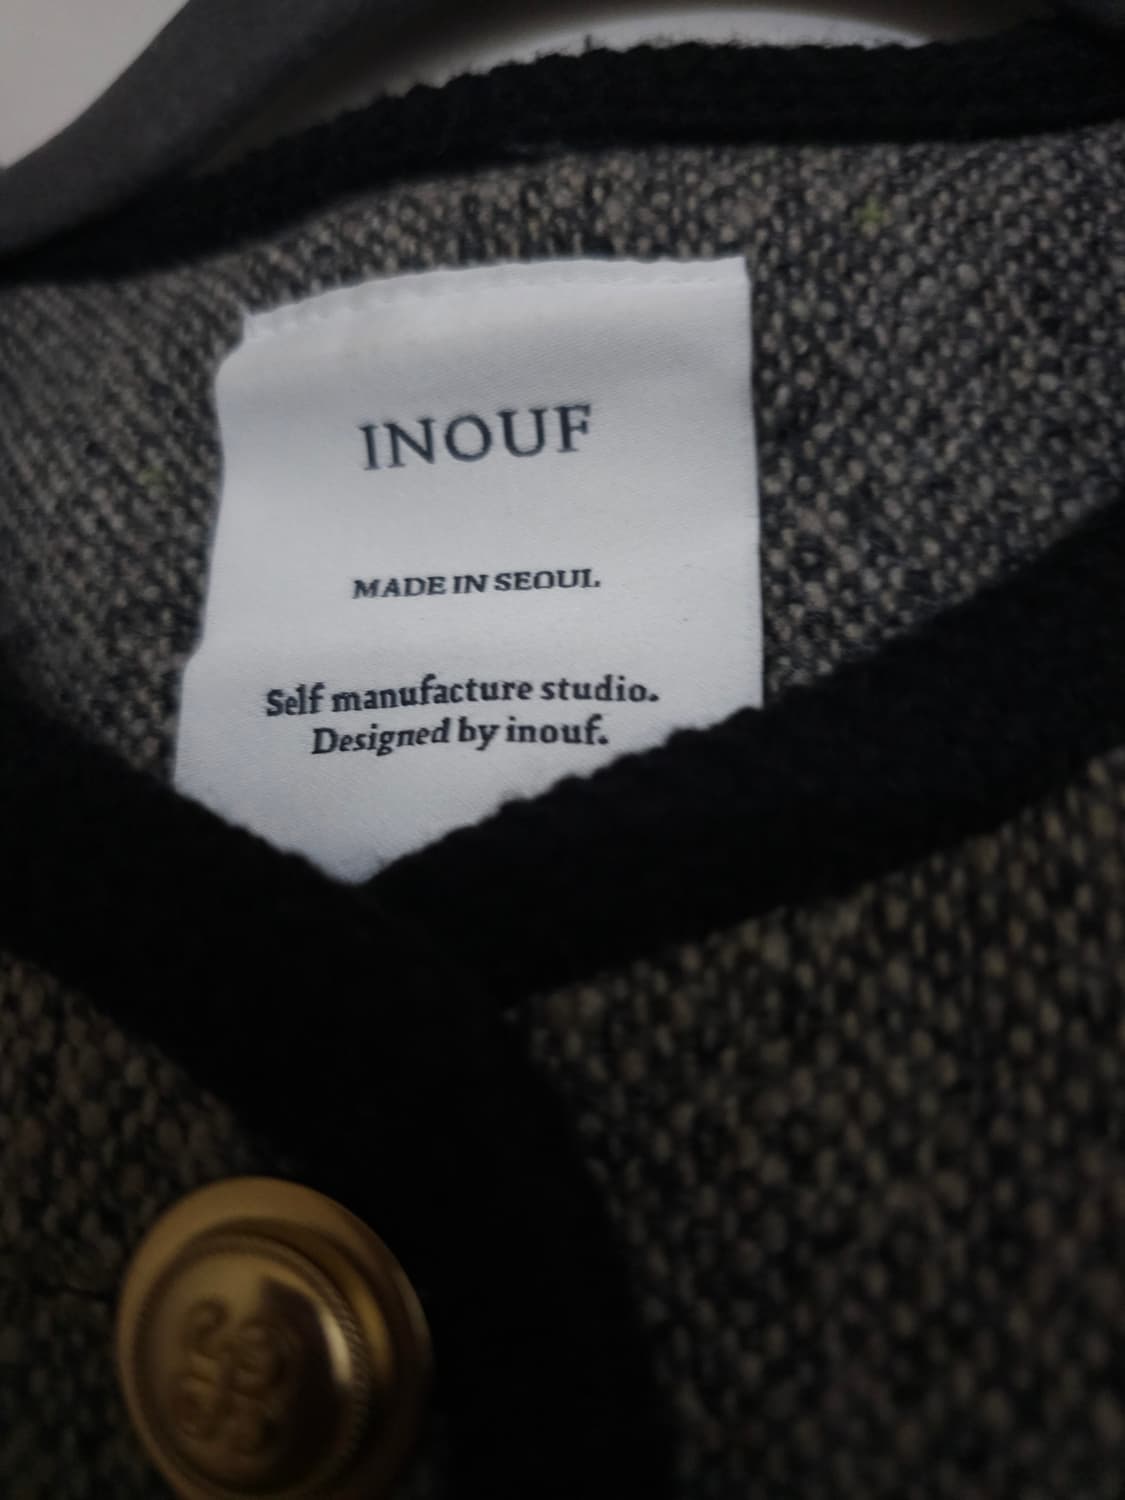 INOUF
MADE IN SEOUL
Self manufacture studio.
Designed by inouf.